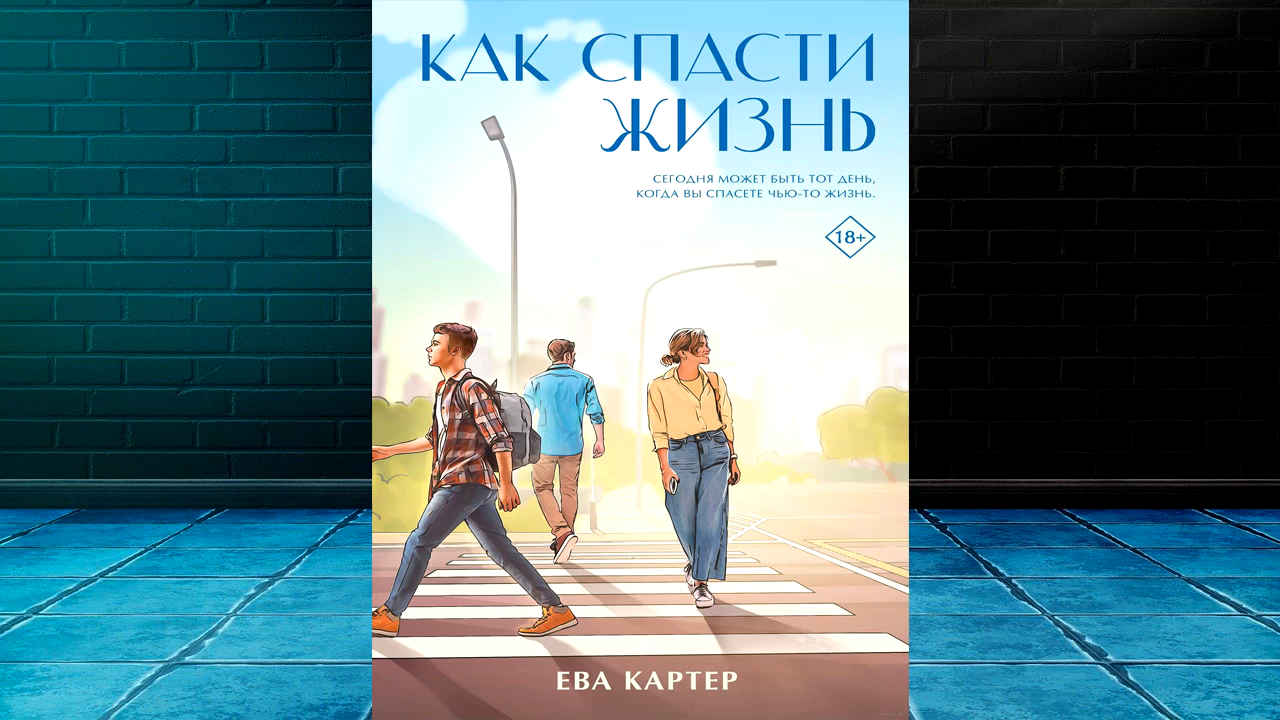 КАК СПАСТИ
ЖИЗНЬ
СЕГОДНЯ МОЖЕТ БЫТЬ ТОТ ДЕНЬ,
КОГДА ВЫ СПАСЕТЕ ЧЬЮ-ТО ЖИЗНЬ.
18+
ЕВА КАРТЕР